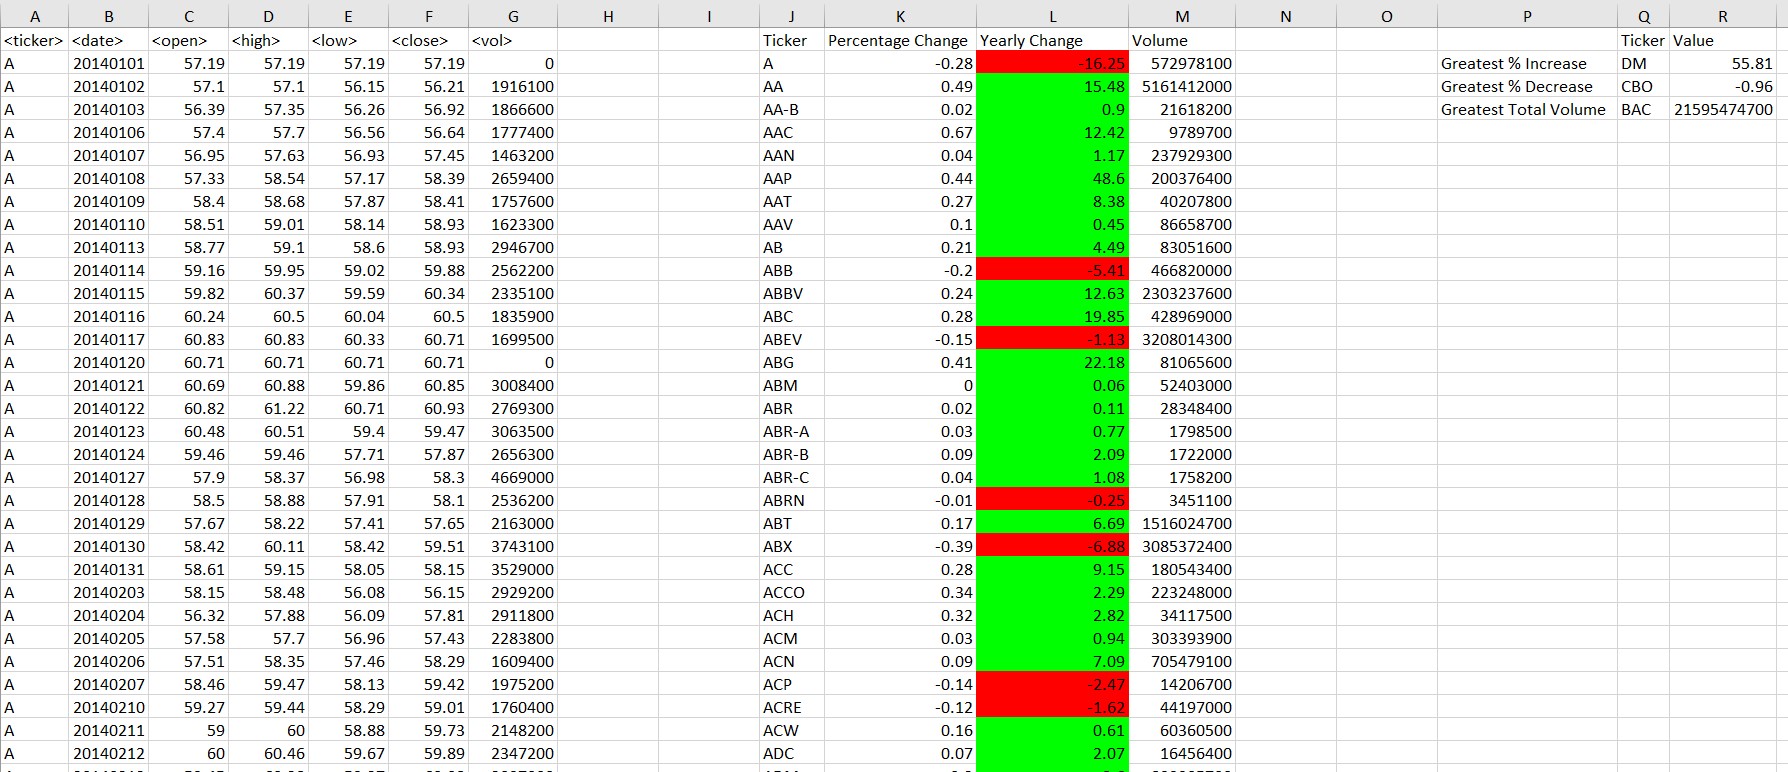 A B C D E F G H I J K L M N O P Q R
<ticker> <date> <open> <high> <low> <close> <vol> Ticker Percentage Change Yearly Change Volume Ticker Value
A 20140101 57.19 57.19 57.19 57.19 0 A -0.28 -16.25 572978100 Greatest % Increase DM 55.81
A 20140102 57.1 57.1 56.15 56.21 1916100 AA 0.49 15.48 5161412000 Greatest % Decrease CBO -0.96
A 20140103 56.39 57.35 56.26 56.92 1866600 AA-B 0.02 0.9 21618200 Greatest Total Volume BAC 21595474700
A 20140106 57.4 57.7 56.56 56.64 1777400 AAC 0.67 12.42 9789700
A 20140107 56.95 57.63 56.93 57.45 1463200 AAN 0.04 1.17 237929300
A 20140108 57.33 58.54 57.17 58.39 2659400 AAP 0.44 48.6 200376400
A 20140109 58.4 58.68 57.87 58.41 1757600 AAT 0.27 8.38 40207800
A 20140110 58.51 59.01 58.14 58.93 1623300 AAV 0.1 0.45 86658700
A 20140113 58.77 59.1 58.6 58.93 2946700 AB 0.21 4.49 83051600
A 20140114 59.16 59.95 59.02 59.88 2562200 ABB -0.2 -5.41 466820000
A 20140115 59.82 60.37 59.59 60.34 2335100 ABBV 0.24 12.63 2303237600
A 20140116 60.24 60.5 60.04 60.5 1835900 ABC 0.28 19.85 428969000
A 20140117 60.83 60.83 60.33 60.71 1699500 ABEV -0.15 -1.13 3208014300
A 20140120 60.71 60.71 60.71 60.71 0 ABG 0.41 22.18 81065600
A 20140121 60.69 60.88 59.86 60.85 3008400 ABM 0 0.06 52403000
A 20140122 60.82 61.22 60.71 60.93 2769300 ABR 0.02 0.11 28348400
A 20140123 60.48 60.51 59.4 59.47 3063500 ABR-A 0.03 0.77 1798500
A 20140124 59.46 59.46 57.71 57.87 2656300 ABR-B 0.09 2.09 1722000
A 20140127 57.9 58.37 56.98 58.3 4669000 ABR-C 0.04 1.08 1758200
A 20140128 58.5 58.88 57.91 58.1 2536200 ABRN -0.01 -0.25 3451100
A 20140129 57.67 58.22 57.41 57.65 2163000 ABT 0.17 6.69 1516024700
A 20140130 58.42 60.11 58.42 59.51 3743100 ABX -0.39 -6.88 3085372400
A 20140131 58.61 59.15 58.05 58.15 3529000 ACC 0.28 9.15 180543400
A 20140203 58.15 58.48 56.08 56.15 2929200 ACCO 0.34 2.29 223248000
A 20140204 56.32 57.88 56.09 57.81 2911800 ACH 0.32 2.82 34117500
A 20140205 57.58 57.7 56.96 57.43 2283800 ACM 0.03 0.94 303393900
A 20140206 57.51 58.35 57.46 58.29 1609400 ACN 0.09 7.09 705479100
A 20140207 58.46 59.47 58.13 59.42 1975200 ACP -0.14 -2.47 14206700
A 20140210 59.27 59.44 58.29 59.01 1760400 ACRE -0.12 -1.62 44197000
A 20140211 59 60 58.88 59.73 2148200 ACW 0.16 0.61 60360500
A 20140212 60 60.46 59.67 59.89 2347200 ADC 0.07 2.07 16456400